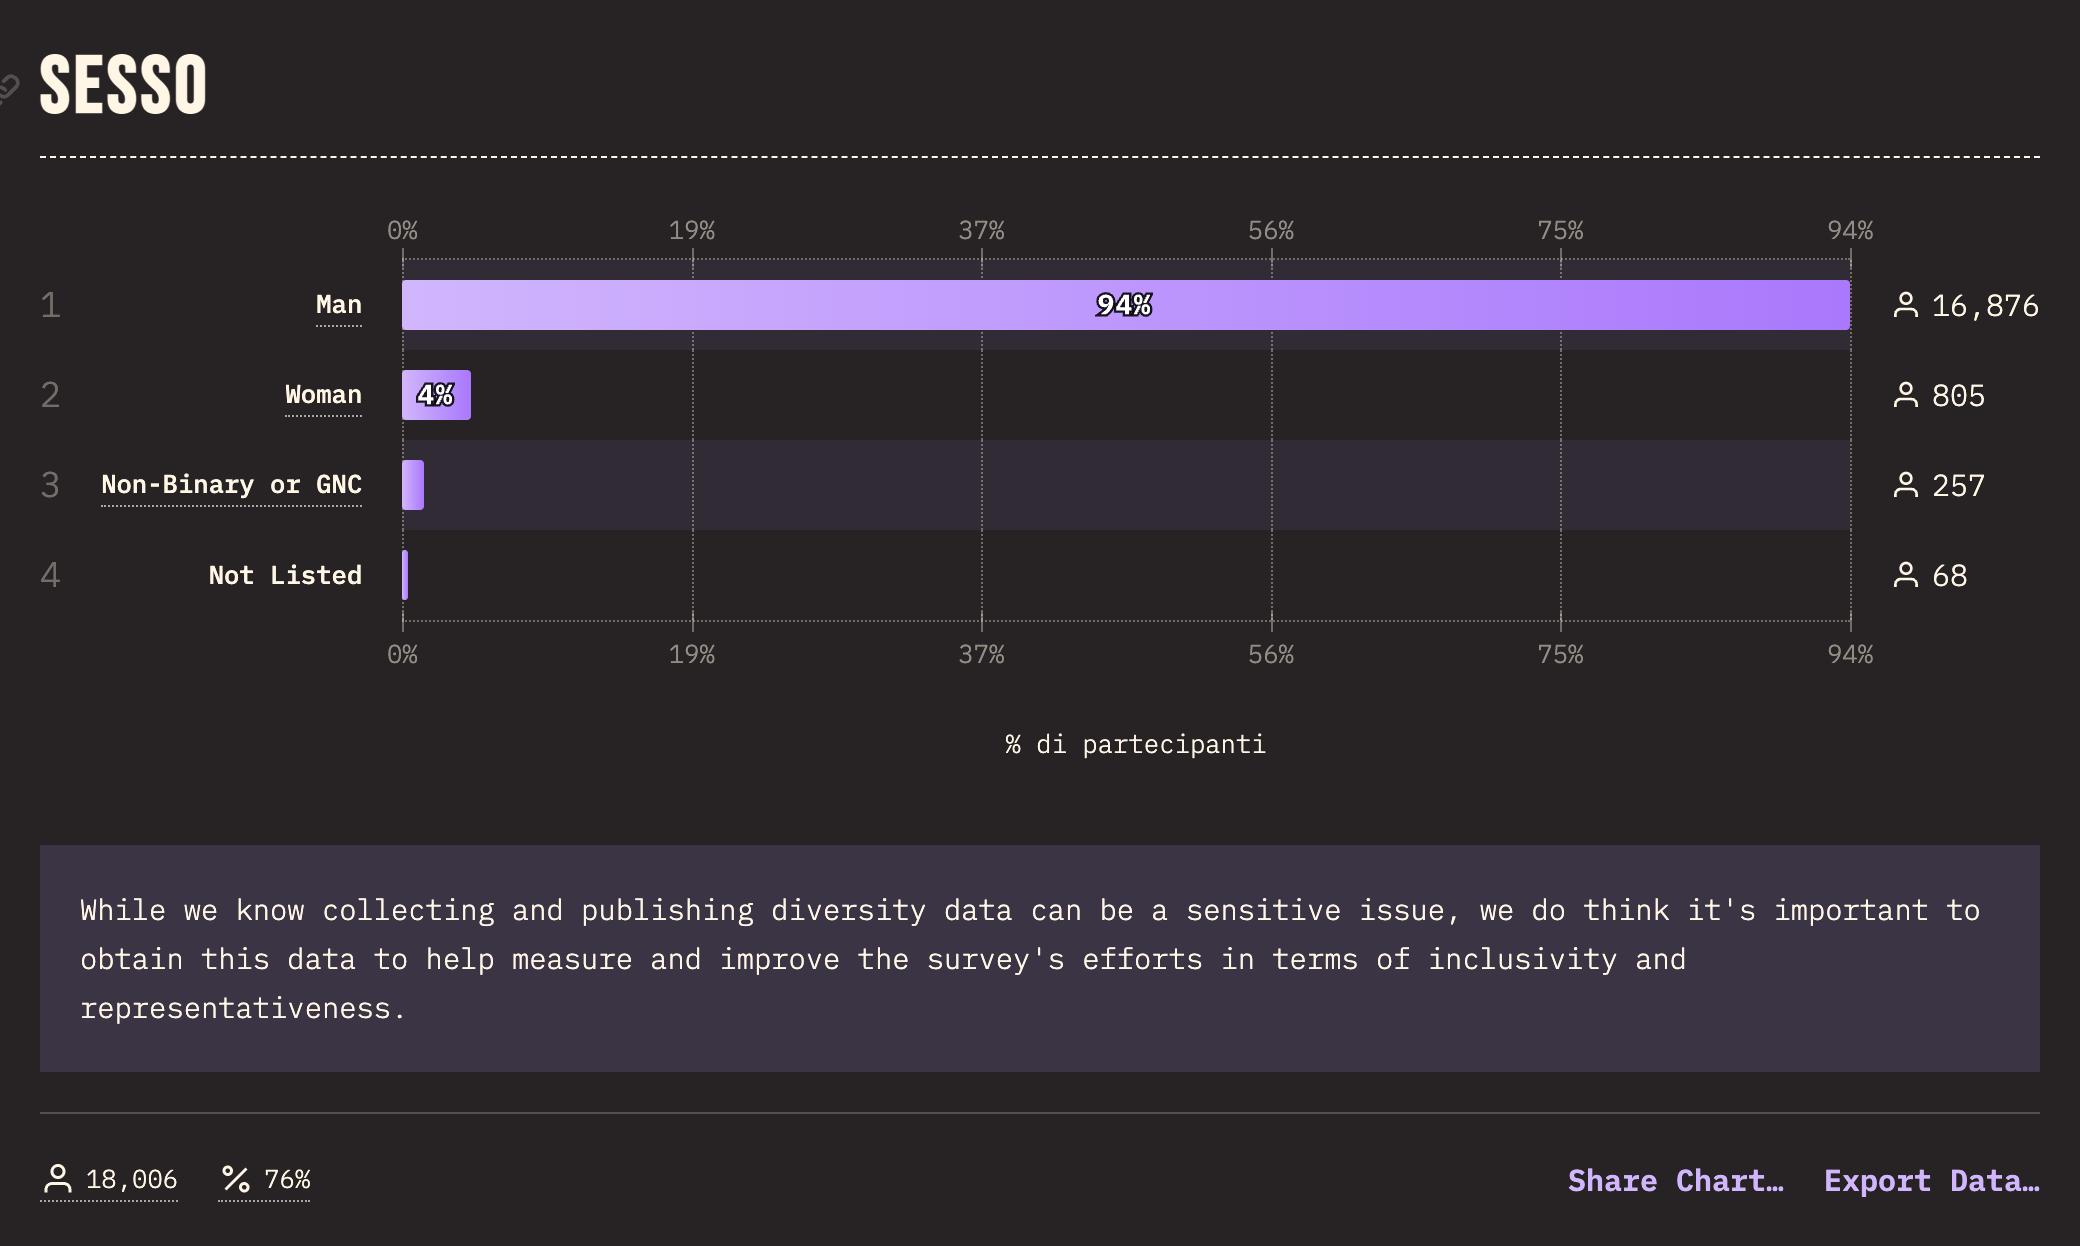 SESSO
0% 19% 37% 56% 75% 94%
1 Man 94% 16,876
2 Woman 4% 805
3 Non-Binary or GNC 257
4 Not Listed 68
0% 19% 37% 56% 75% 94%
% di partecipanti
While we know collecting and publishing diversity data can be a sensitive issue, we do think it's important to
obtain this data to help measure and improve the survey's efforts in terms of inclusivity and
representativeness.
18,006 % 76% Share Chart… Export Data…